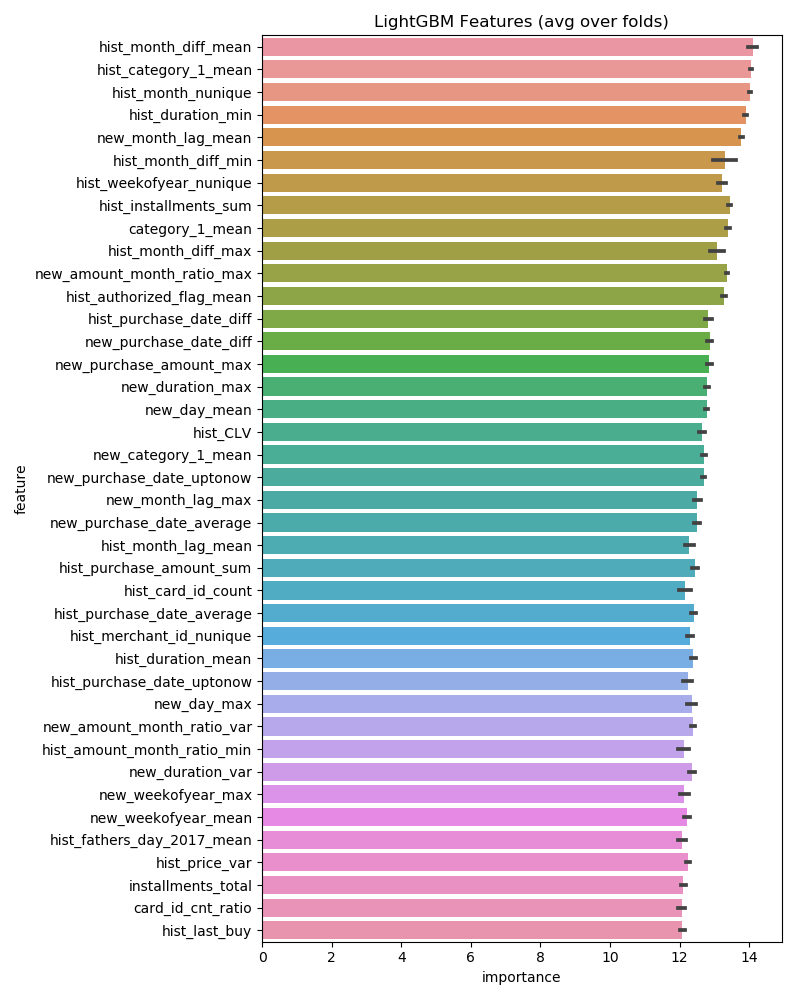 LightGBM Features (avg over folds)
hist_month_diff_mean
hist_category_1_mean
hist_month_nunique
hist_duration_min
new_month_lag_mean
hist_month_diff_min
hist_weekofyear_nunique
hist_installments_sum
category_1_mean
hist_month_diff_max
new_amount_month_ratio_max
hist_authorized_flag_mean
hist_purchase_date_diff
new_purchase_date_diff
new_purchase_amount_max
new_duration_max
new_day_mean
hist_CLV
new_category_1_mean
new_purchase_date_uptonow
new_month_lag_max
new_purchase_date_average
hist_month_lag_mean
hist_purchase_amount_sum
hist_card_id_count
hist_purchase_date_average
hist_merchant_id_nunique
hist_duration_mean
hist_purchase_date_uptonow
new_day_max
new_amount_month_ratio_var
hist_amount_month_ratio_min
new_duration_var
new_weekofyear_max
new_weekofyear_mean
hist_fathers_day_2017_mean
hist_price_var
installments_total
card_id_cnt_ratio
hist_last_buy
feature
0 2 4 6 8 10 12 14
importance